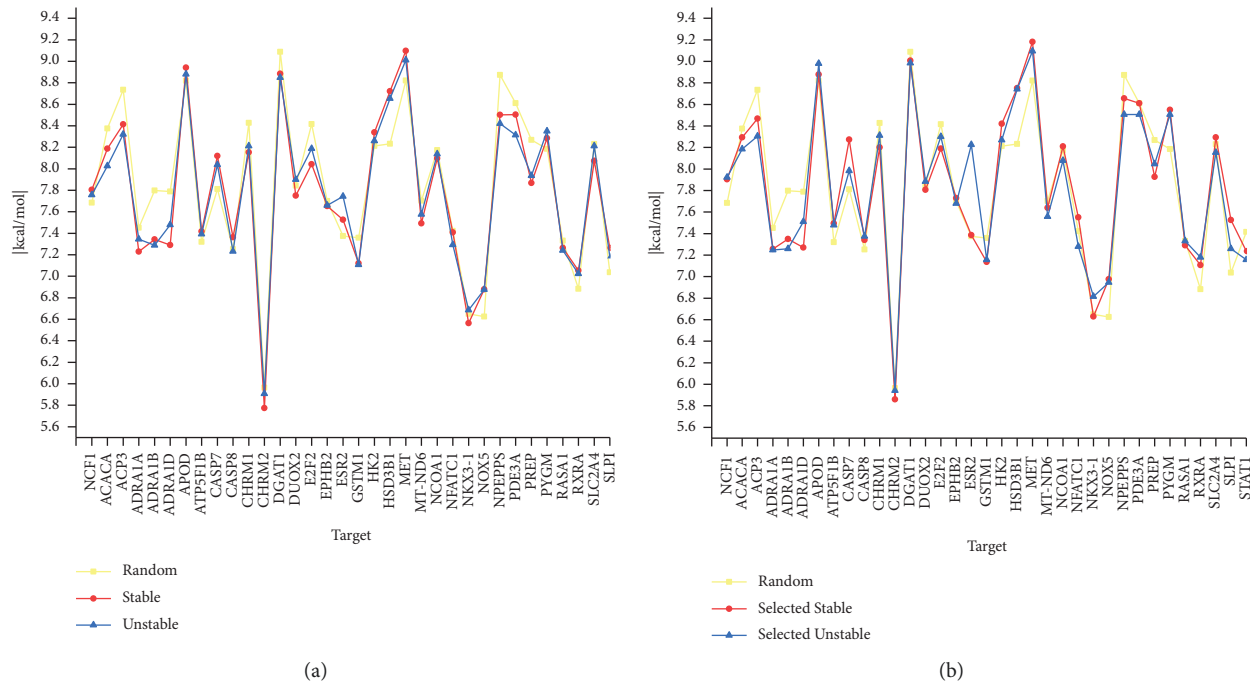 9.4
9.2
9.0
8.8
8.6
8.4
8.2
8.0
7.8
7.6
7.4
7.2
7.0
6.8
6.6
6.4
6.2
6.0
5.8
5.6
|kcal/mol|
NCF1
ACACA
ACP3
ADRA1A
ADRA1B
ADRA1D
APOD
ATP5F1B
CASP7
CASP8
CHRM1
CHRM2
DGAT1
DUOX2
E2F2
EPHB2
ESR2
GSTM1
HK2
HSD3B1
MET
MT-ND6
NCOA1
NFATC1
NKX3-1
NOX5
NPEPPS
PDE3A
PREP
PYGM
RASA1
RXRA
SLC2A4
SLPI
Target
Random
Stable
Unstable
(a)
9.4
9.2
9.0
8.8
8.6
8.4
8.2
8.0
7.8
7.6
7.4
7.2
7.0
6.8
6.6
6.4
6.2
6.0
5.8
5.6
|kcal/mol|
NCF1
ACACA
ACP3
ADRA1A
ADRA1B
ADRA1D
APOD
ATP5F1B
CASP7
CASP8
CHRM1
CHRM2
DGAT1
DUOX2
E2F2
EPHB2
ESR2
GSTM1
HK2
HSD3B1
MET
MT-ND6
NCOA1
NFATC1
NKX3-1
NOX5
NPEPPS
PDE3A
PREP
PYGM
RASA1
RXRA
SLC2A4
SLPI
STAT1
Target
Random
Selected Stable
Selected Unstable
(b)